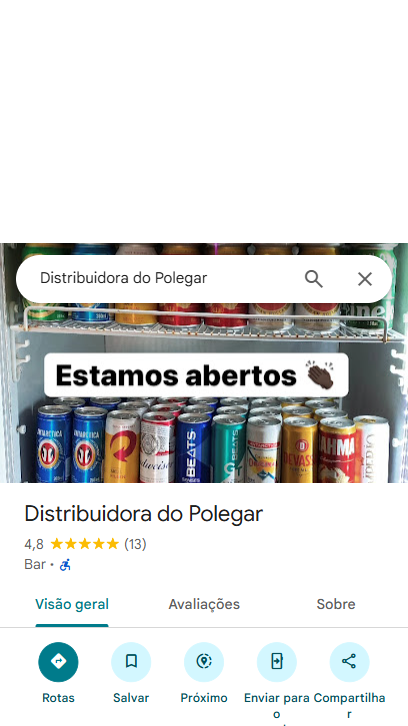 Distribuidora do Polegar
Estamos abertos
ANTARCTICA
ANTARCTICA
Budweiser
BEATS
SENSES
BEATS
DEVASSA
BRAHMA
Distribuidora do Polegar
4,8 (13)
Bar ·
Visão geral
Avaliações
Sobre
Rotas
Salvar
Próximo
Enviar para o
Compartilhar